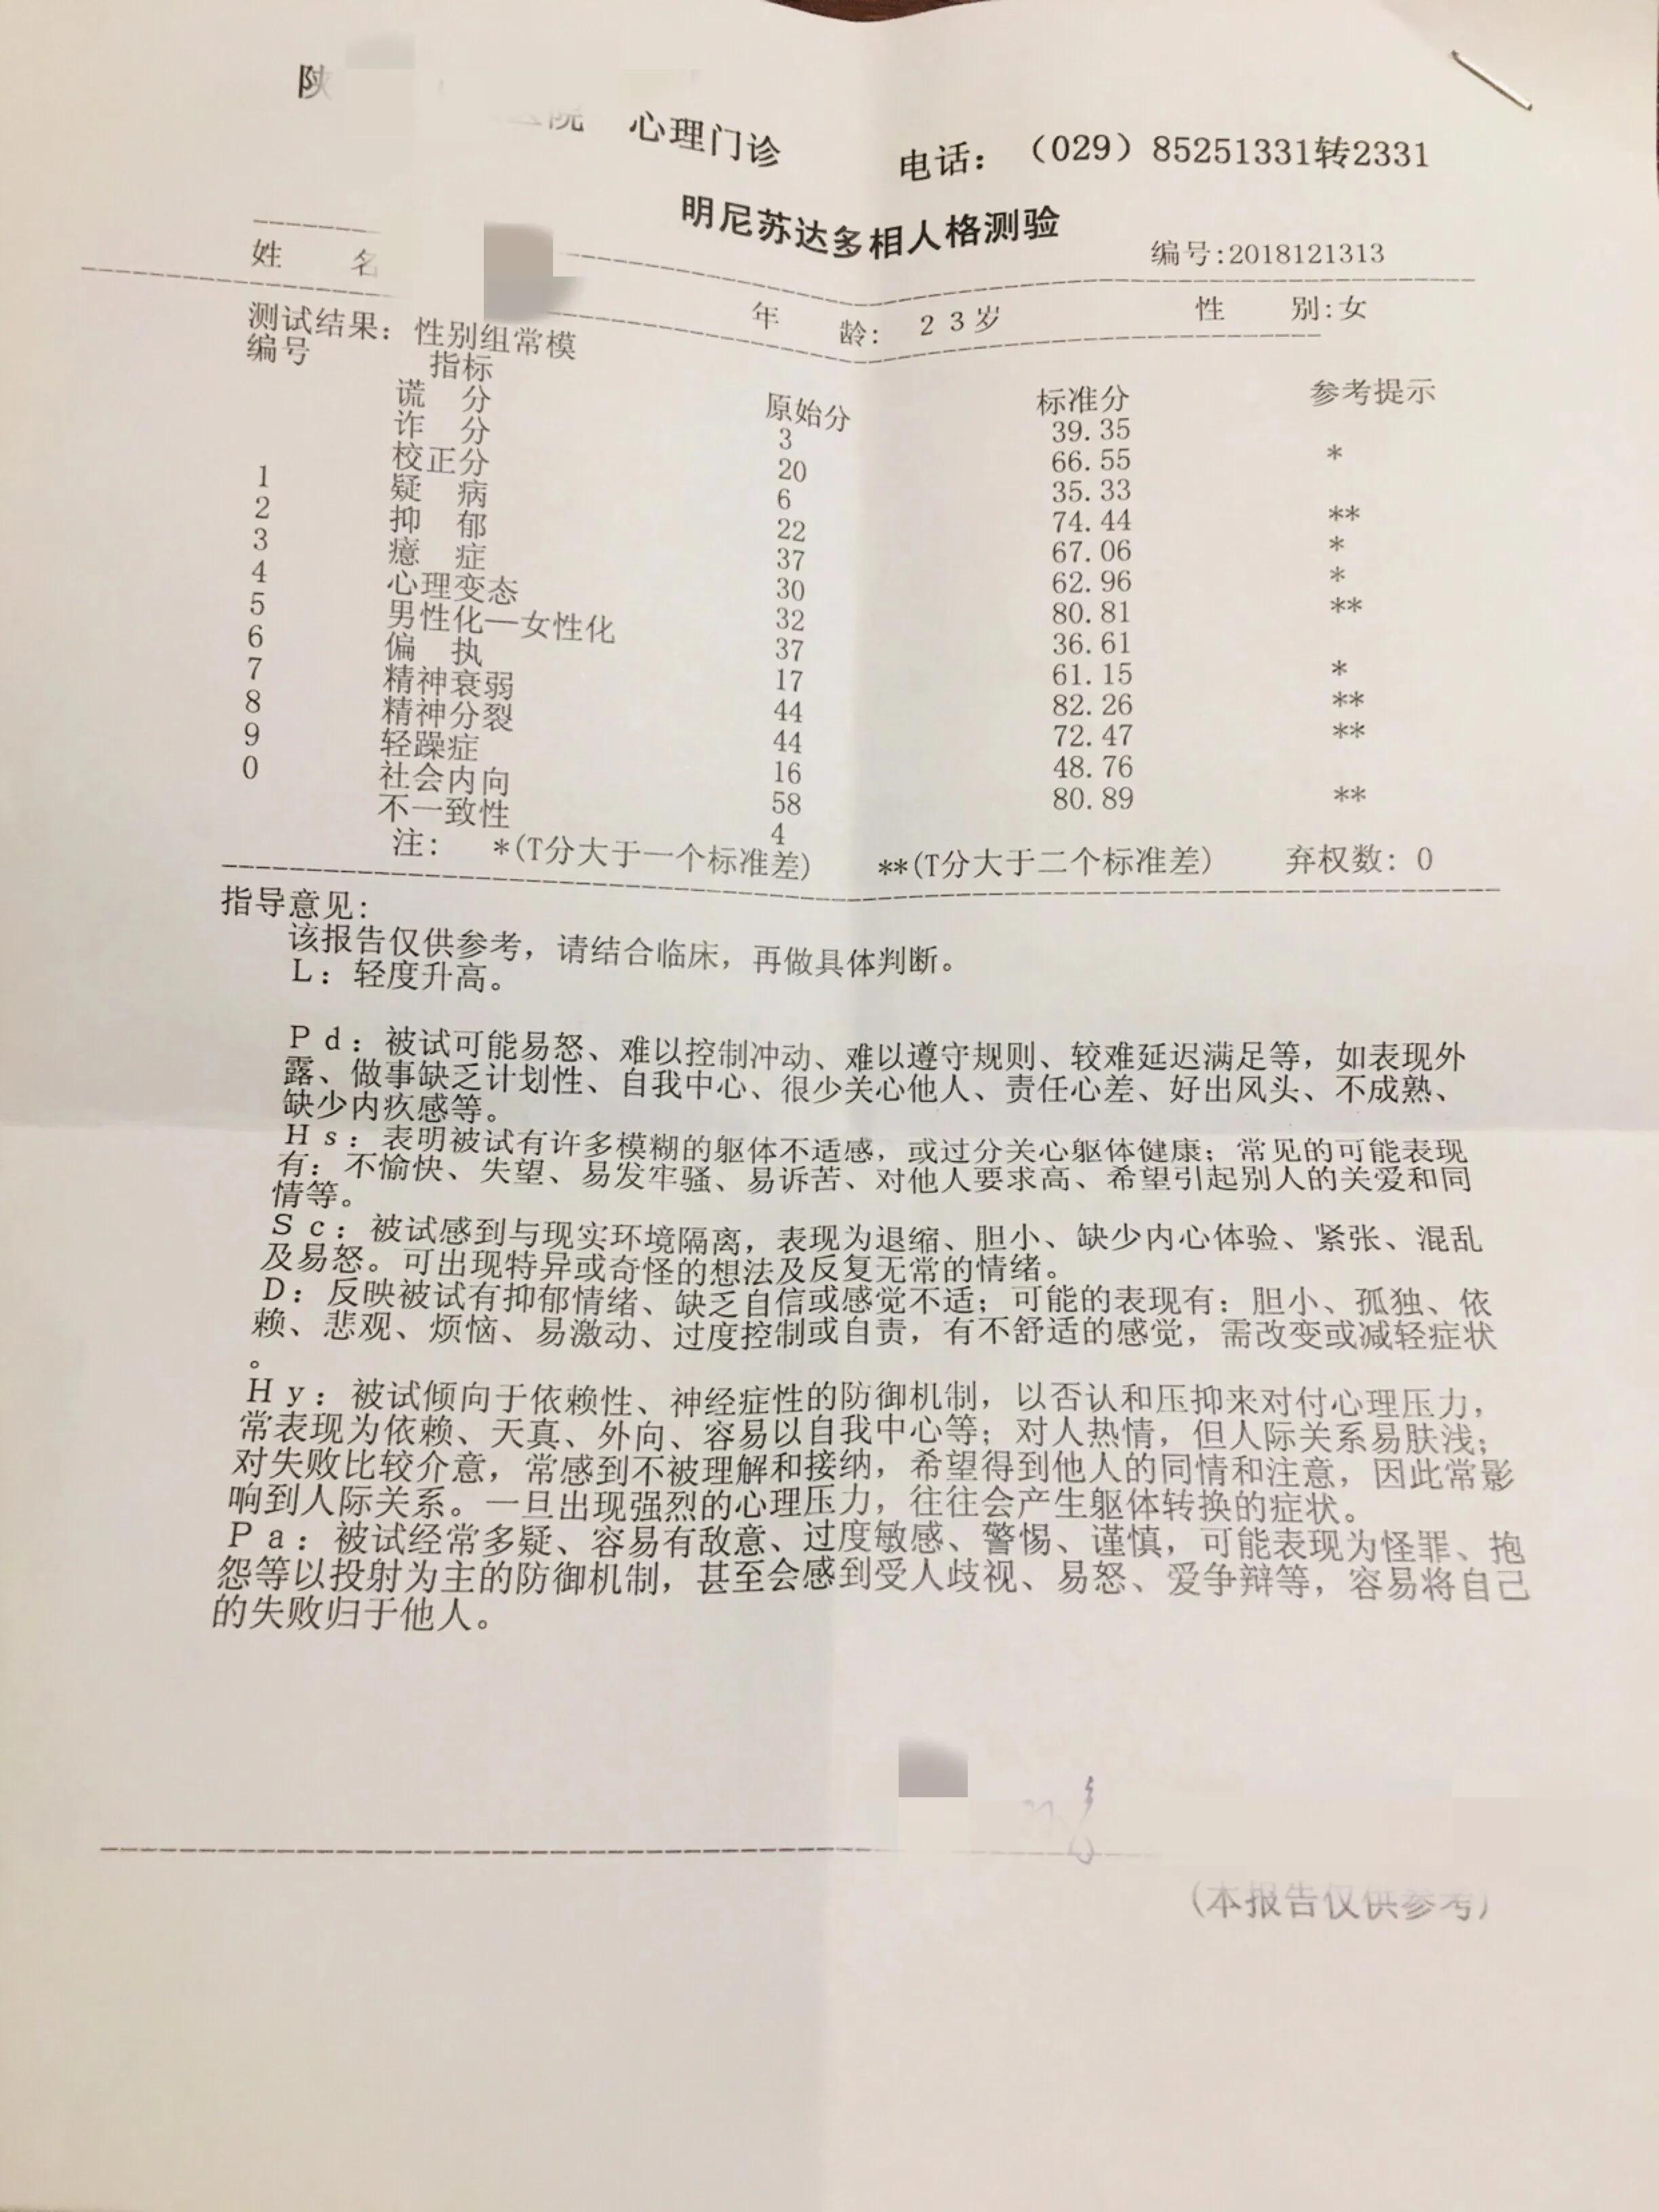 陕
院 心理门诊 电话：（029）85251331转2331
明尼苏达多相人格测验
编号:2018121313
姓 名 年 龄: 23岁 性 别:女
测试结果: 性别组常模
编号 指标 原始分 标准分 参考提示
谎 分 3 39.35
诈 分 20 66.55 *
校正分 6 35.33
1 疑 病 22 74.44 **
2 抑 郁 37 67.06 *
3 癔 症 30 62.96 *
4 心理变态 32 80.81 **
5 男性化—女性化 37 36.61
6 偏 执 17 61.15 *
7 精神衰弱 44 82.26 **
8 精神分裂 44 72.47 **
9 轻躁症 16 48.76
0 社会内向 58 80.89 **
不一致性 4
注: *(T分大于一个标准差) **(T分大于二个标准差) 弃权数: 0
指导意见:
该报告仅供参考，请结合临床，再做具体判断。
L：轻度升高。
Pd：被试可能易怒、难以控制冲动、难以遵守规则、较难延迟满足等，如表现外
露、做事缺乏计划性、自我中心、很少关心他人、责任心差、好出风头、不成熟、
缺少内疚感等。
Hs：表明被试有许多模糊的躯体不适感，或过分关心躯体健康；常见的可能表现
有：不愉快、失望、易发牢骚、易诉苦、对他人要求高、希望引起别人的关爱和同
情等。
Sc：被试感到与现实环境隔离，表现为退缩、胆小、缺少内心体验、紧张、混乱
及易怒。可出现特异或奇怪的想法及反复无常的情绪。
D：反映被试有抑郁情绪、缺乏自信或感觉不适；可能的表现有：胆小、孤独、依
赖、悲观、烦恼、易激动、过度控制或自责，有不舒适的感觉，需改变或减轻症状
。
Hy：被试倾向于依赖性、神经症性的防御机制，以否认和压抑来对付心理压力，
常表现为依赖、天真、外向、容易以自我中心等；对人热情，但人际关系易肤浅；
对失败比较介意，常感到不被理解和接纳，希望得到他人的同情和注意，因此常影
响到人际关系。一旦出现强烈的心理压力，往往会产生躯体转换的症状。
Pa：被试经常多疑、容易有敌意、过度敏感、警惕、谨慎，可能表现为怪罪、抱
怨等以投射为主的防御机制，甚至会感到受人歧视、易怒、爱争辩等，容易将自己
的失败归于他人。
(本报告仅供参考)